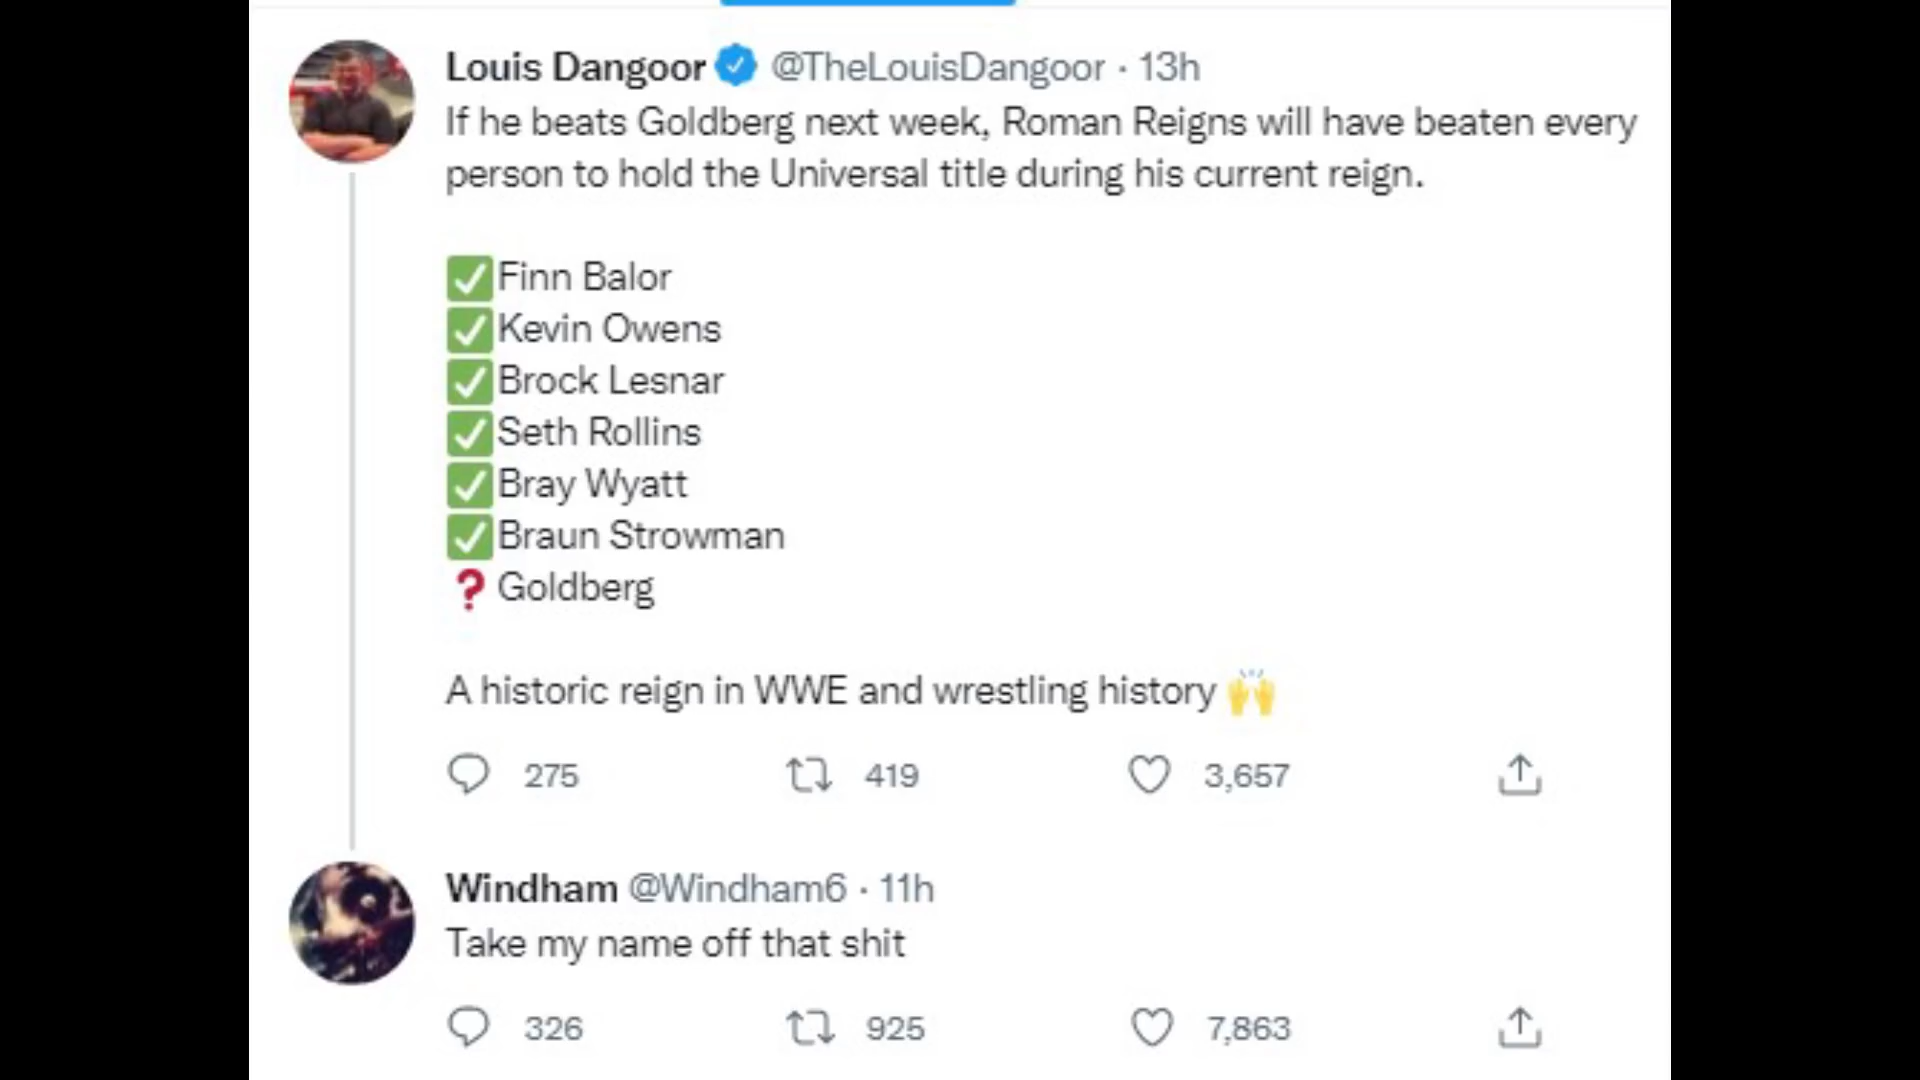 Louis Dangoor @TheLouisDangoor · 13h
If he beats Goldberg next week, Roman Reigns will have beaten every
person to hold the Universal title during his current reign.
✅Finn Balor
✅Kevin Owens
✅Brock Lesnar
✅Seth Rollins
✅Bray Wyatt
✅Braun Strowman
❓Goldberg
A historic reign in WWE and wrestling history 🙌
275 419 3,657
Windham @Windham6 · 11h
Take my name off that shit
326 925 7,863